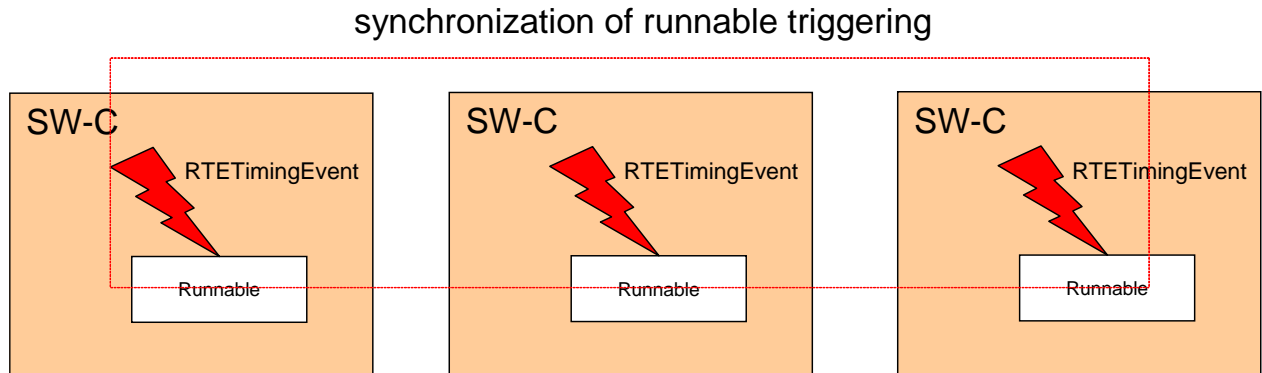 synchronization of runnable triggering
SW-C
RTETimingEvent
Runnable
SW-C
RTETimingEvent
Runnable
SW-C
RTETimingEvent
Runnable